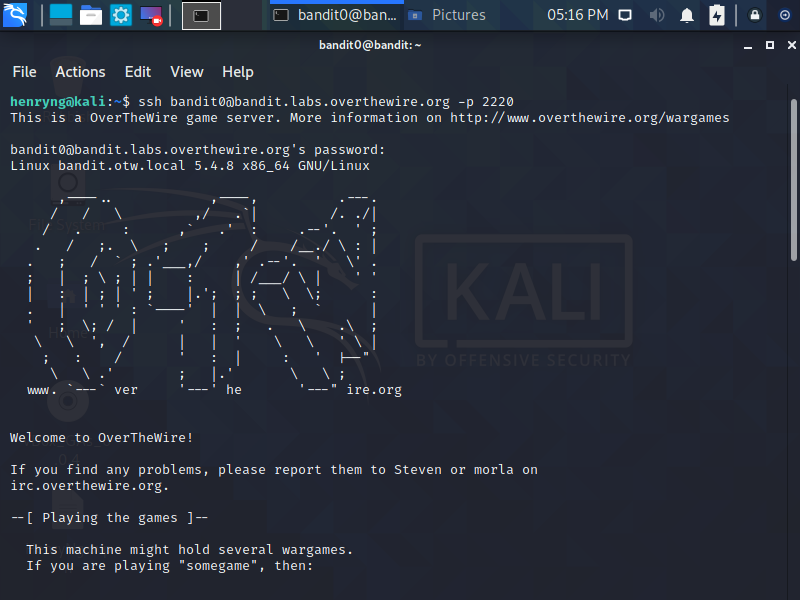 bandit0@ban...
Pictures
05:16 PM
bandit0@bandit: ~
File Actions Edit View Help
henryng@kali:~$ ssh bandit0@bandit.labs.overthewire.org -p 2220
This is a OverTheWire game server. More information on http://www.overthewire.org/wargames
bandit0@bandit.labs.overthewire.org's password:
Linux bandit.otw.local 5.4.8 x86_64 GNU/Linux
www. ver he ire.org
KALI
BY OFFENSIVE SECURITY
Welcome to OverTheWire!
If you find any problems, please report them to Steven or morla on
irc.overthewire.org.
--[ Playing the games ]--
This machine might hold several wargames.
If you are playing "somegame", then: